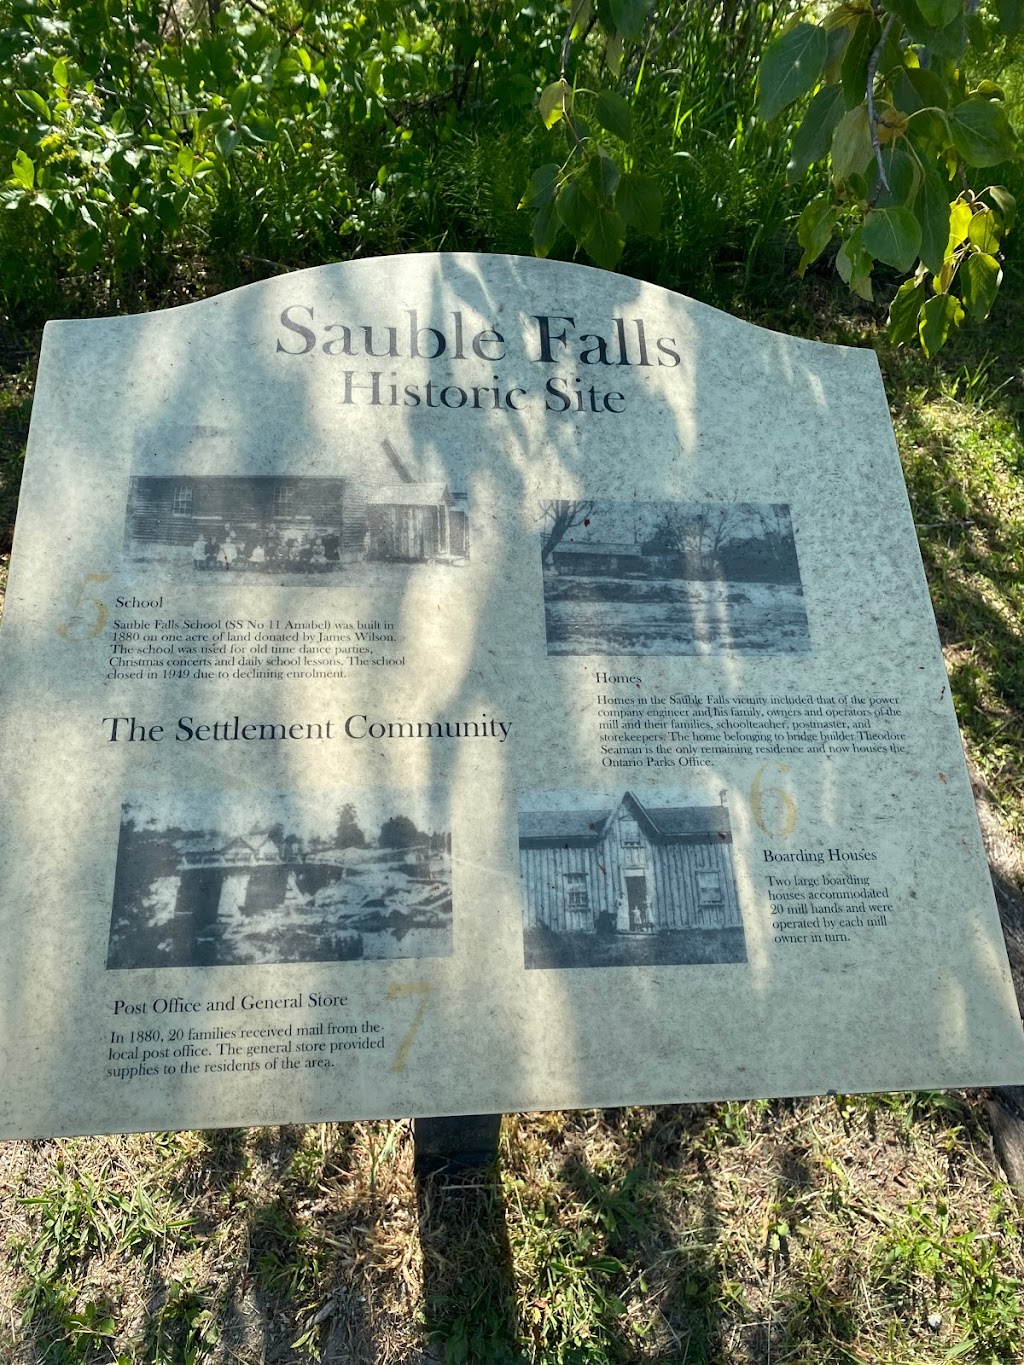 Sauble Falls
Historic Site
5
School
Sauble Falls School (SS No 11 Amabel) was built in
1880 on one acre of land donated by James Wilson.
The school was used for old time dance parties,
Christmas concerts and daily school lessons. The school
closed in 1949 due to declining enrolment.
Homes
Homes in the Sauble Falls vicinity included that of the power
company engineer and his family, owners and operators of the
mill and their families, schoolteacher, postmaster, and
storekeepers. The home belonging to bridge builder Theodore
Seaman is the only remaining residence and now houses the
Ontario Parks Office.
The Settlement Community
6
Boarding Houses
Two large boarding
houses accommodated
20 mill hands and were
operated by each mill
owner in turn.
Post Office and General Store
7
In 1880, 20 families received mail from the
local post office. The general store provided
supplies to the residents of the area.